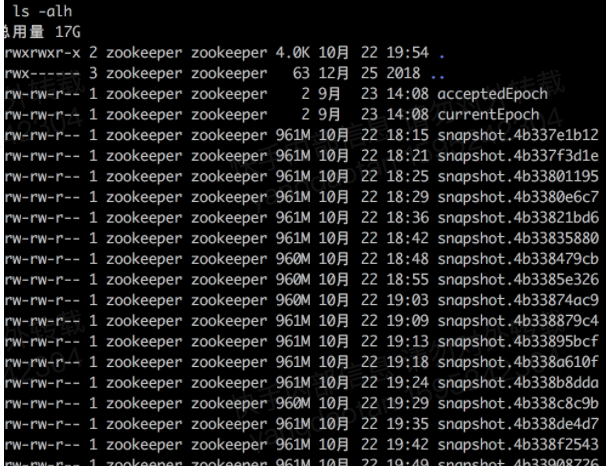 ls -alh
总用量 17G
rwxrwxr-x 2 zookeeper zookeeper 4.0K 10月 22 19:54 .
rwx------ 3 zookeeper zookeeper 63 12月 25 2018 ..
rw-rw-r-- 1 zookeeper zookeeper 2 9月 23 14:08 acceptedEpoch
rw-rw-r-- 1 zookeeper zookeeper 2 9月 23 14:08 currentEpoch
rw-rw-r-- 1 zookeeper zookeeper 961M 10月 22 18:15 snapshot.4b337e1b12
rw-rw-r-- 1 zookeeper zookeeper 961M 10月 22 18:21 snapshot.4b337f3d1e
rw-rw-r-- 1 zookeeper zookeeper 961M 10月 22 18:25 snapshot.4b33801195
rw-rw-r-- 1 zookeeper zookeeper 961M 10月 22 18:29 snapshot.4b3380e6c7
rw-rw-r-- 1 zookeeper zookeeper 961M 10月 22 18:36 snapshot.4b33821bd6
rw-rw-r-- 1 zookeeper zookeeper 961M 10月 22 18:42 snapshot.4b33835880
rw-rw-r-- 1 zookeeper zookeeper 960M 10月 22 18:48 snapshot.4b338479cb
rw-rw-r-- 1 zookeeper zookeeper 960M 10月 22 18:55 snapshot.4b3385e326
rw-rw-r-- 1 zookeeper zookeeper 960M 10月 22 19:03 snapshot.4b33874ac9
rw-rw-r-- 1 zookeeper zookeeper 961M 10月 22 19:09 snapshot.4b338879c4
rw-rw-r-- 1 zookeeper zookeeper 961M 10月 22 19:13 snapshot.4b33895bcf
rw-rw-r-- 1 zookeeper zookeeper 961M 10月 22 19:18 snapshot.4b338a610f
rw-rw-r-- 1 zookeeper zookeeper 961M 10月 22 19:24 snapshot.4b338b8dda
rw-rw-r-- 1 zookeeper zookeeper 960M 10月 22 19:29 snapshot.4b338c8c9b
rw-rw-r-- 1 zookeeper zookeeper 961M 10月 22 19:35 snapshot.4b338de4d7
rw-rw-r-- 1 zookeeper zookeeper 961M 10月 22 19:42 snapshot.4b338f2543
rw-rw-r-- 1 zookeeper zookeeper 961M 10月 22 19:49 snapshot.4b33908726